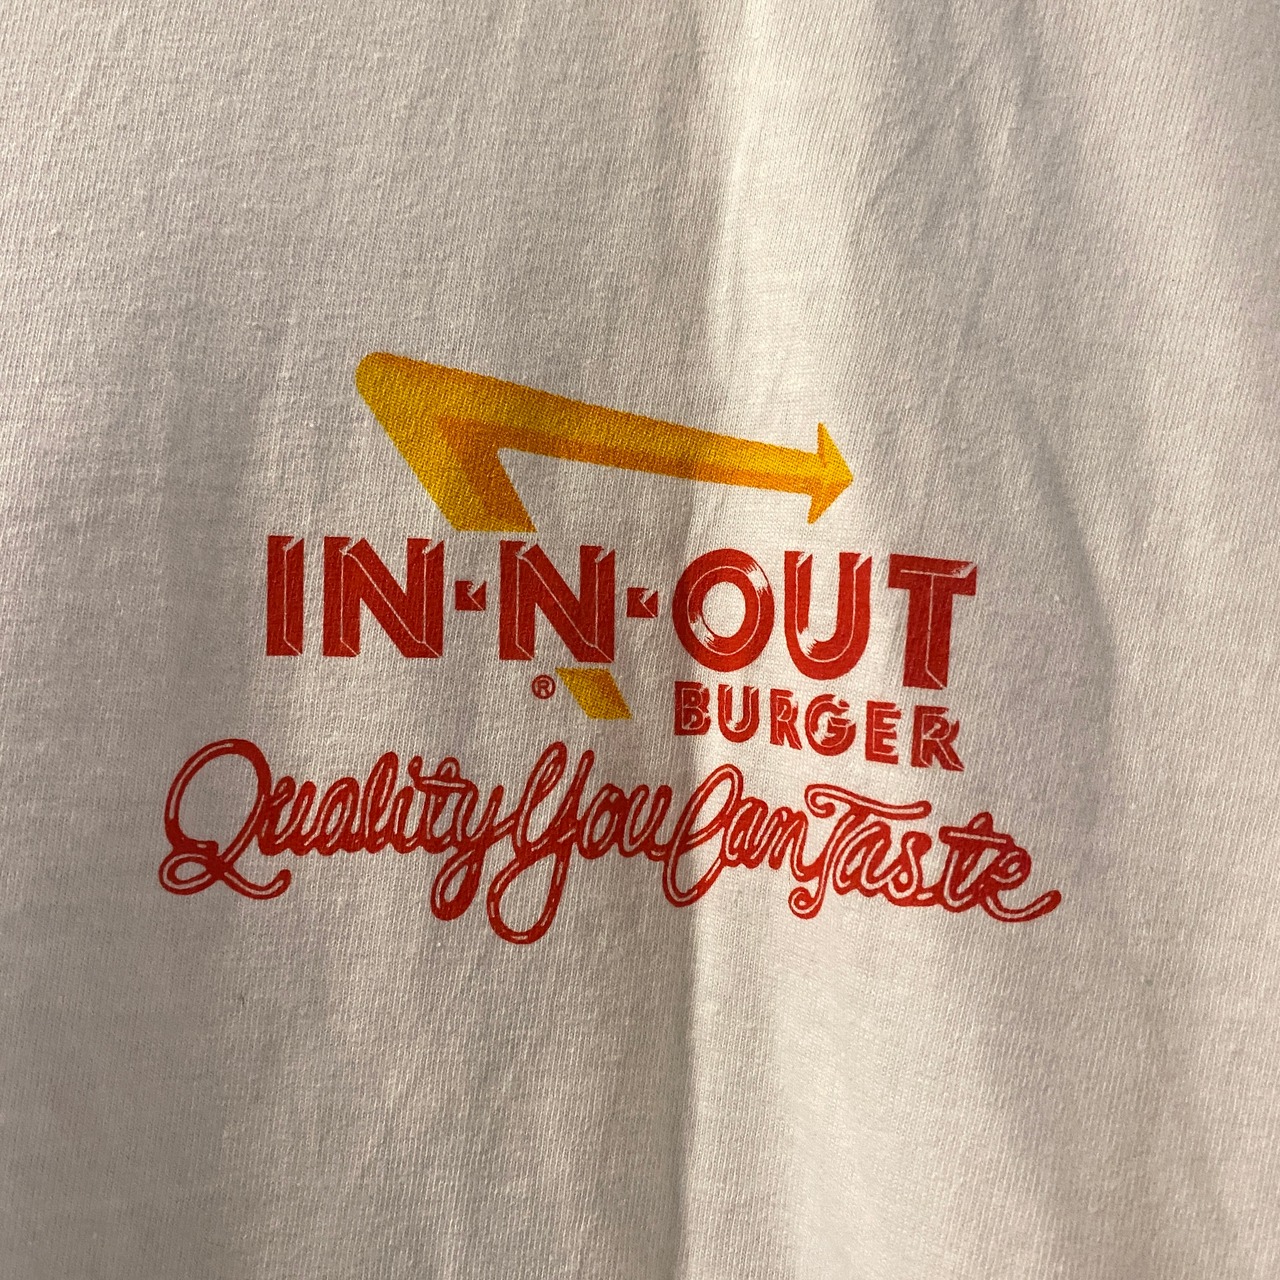 IN-N-OUT
®
BURGER
Quality You Can Taste